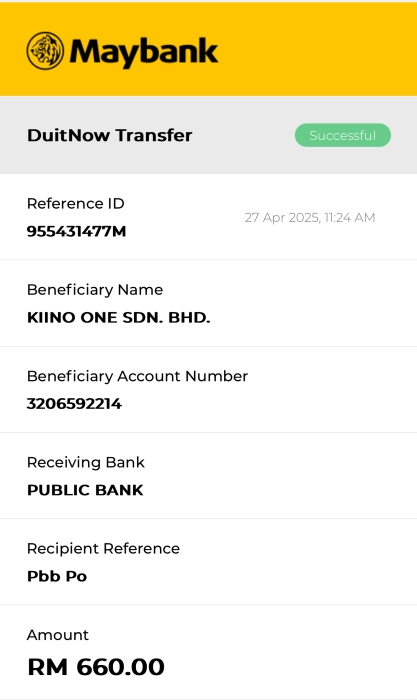 Maybank
DuitNow Transfer
Successful
Reference ID
27 Apr 2025, 11:24 AM
955431477M
Beneficiary Name
KIINO ONE SDN. BHD.
Beneficiary Account Number
3206592214
Receiving Bank
PUBLIC BANK
Recipient Reference
Pbb Po
Amount
RM 660.00